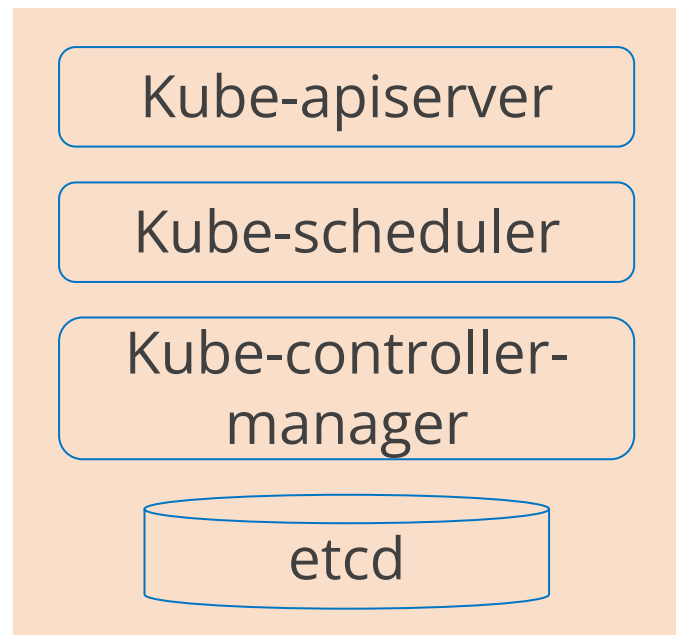 Kube-apiserver
Kube-scheduler
Kube-controller-
manager
etcd